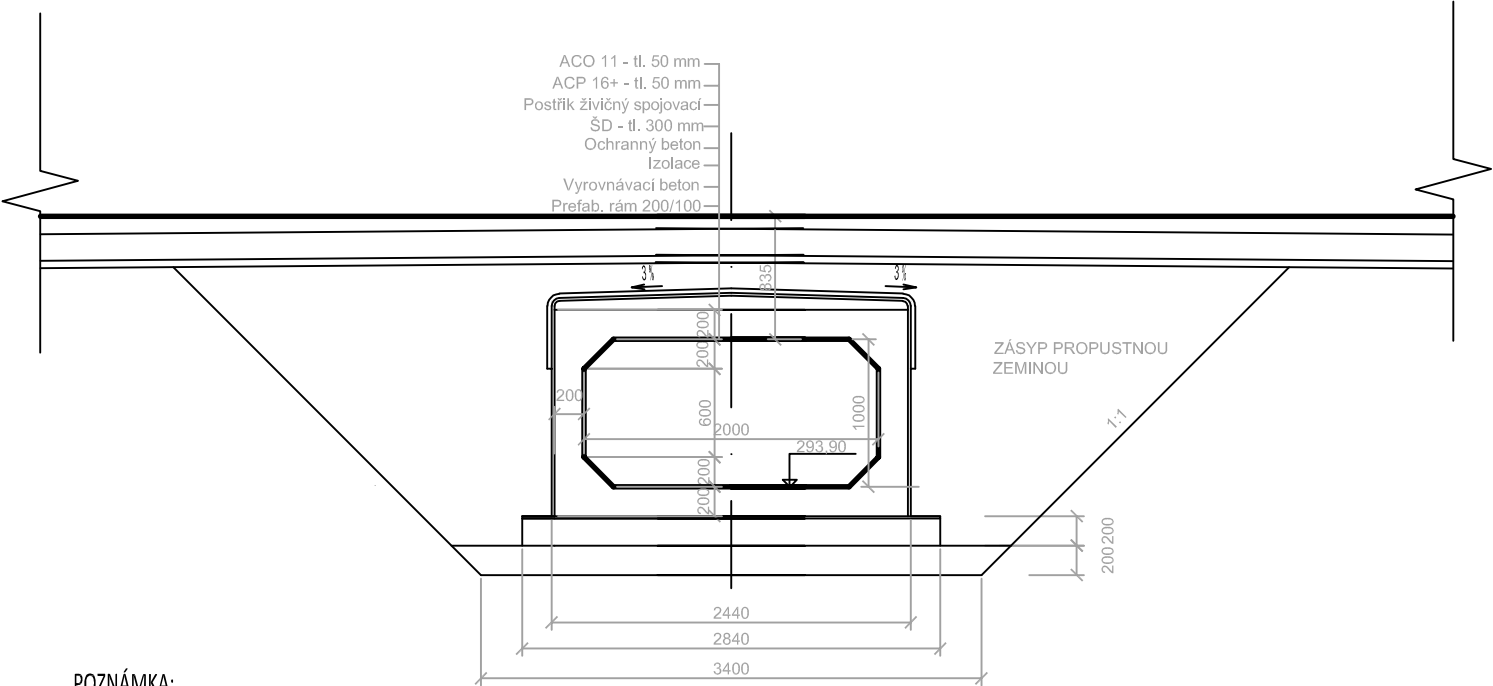 ACO 11 - tl. 50 mm
ACP 16+ - tl. 50 mm
Postřik živičný spojovací
ŠD - tl. 300 mm
Ochranný beton
Izolace
Vyrovnávací beton
Prefab. rám 200/100
3%
3%
835
200
200
ZÁSYP PROPUSTNOU
ZEMINOU
200
600
1000
1:1
2000
293,90
200
200
200
200
2440
2840
3400
POZNÁMKA: